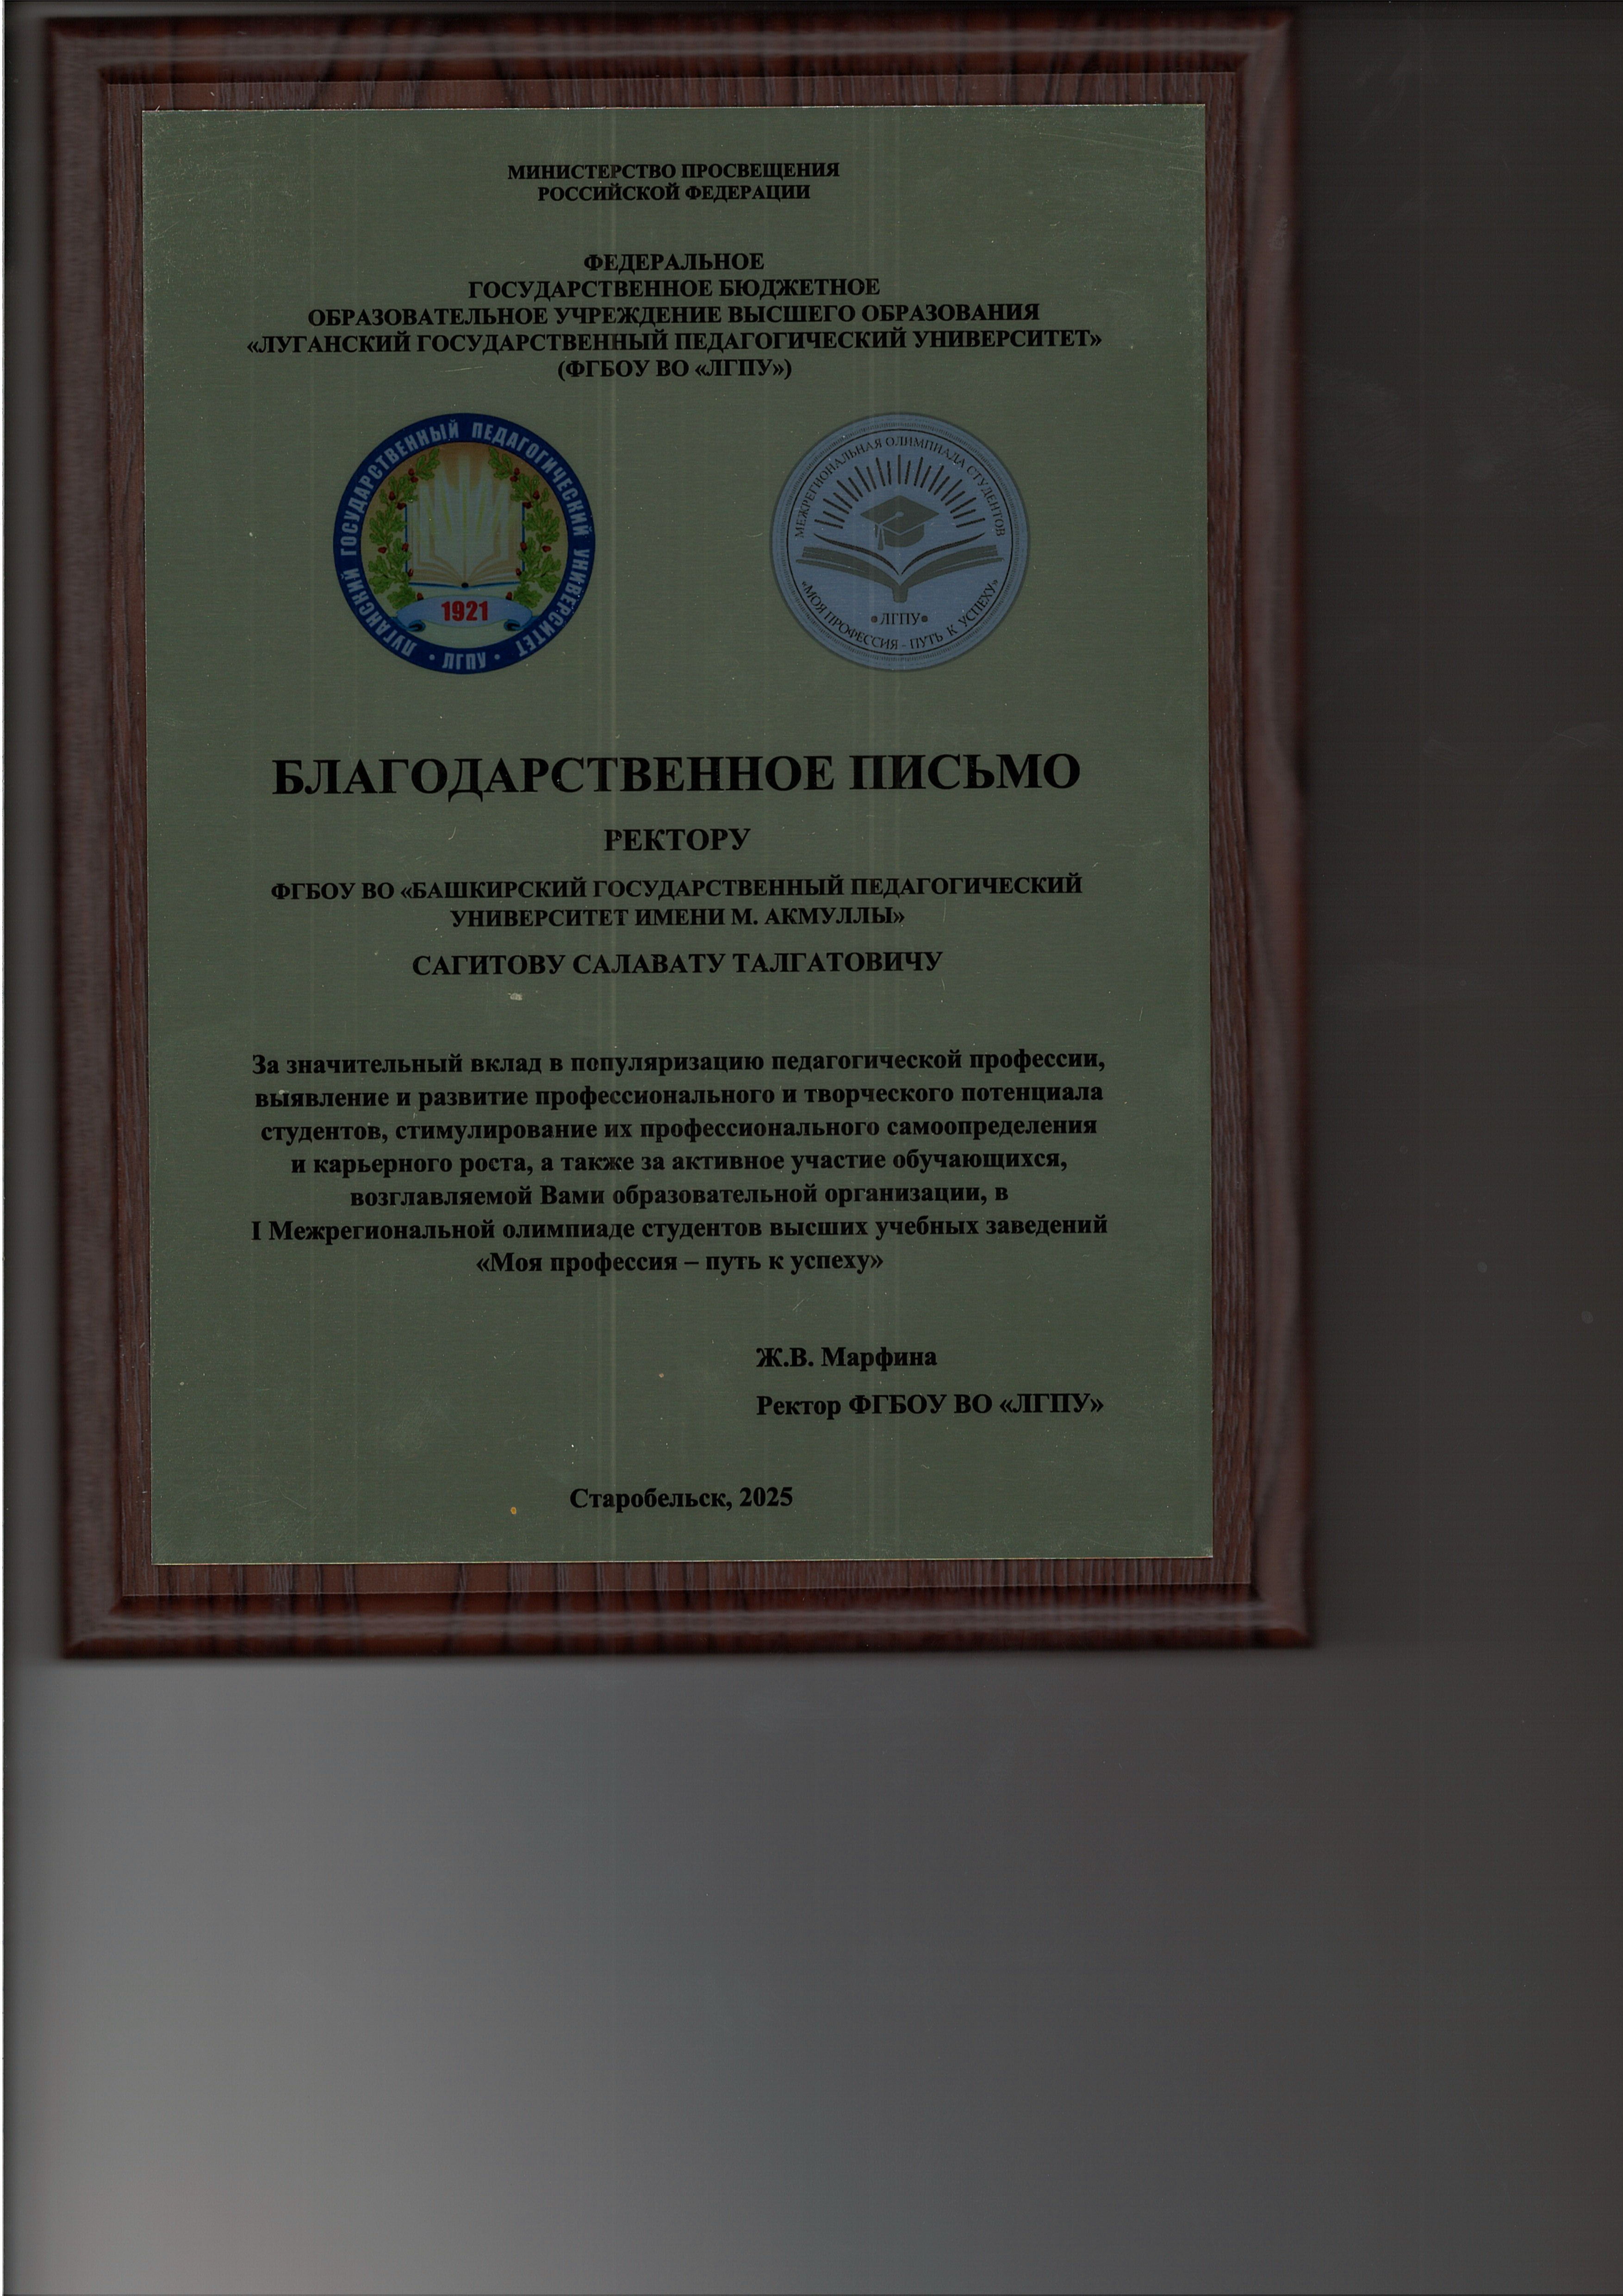 МИНИСТЕРСТВО ПРОСВЕЩЕНИЯ
РОССИЙСКОЙ ФЕДЕРАЦИИ
ФЕДЕРАЛЬНОЕ
ГОСУДАРСТВЕННОЕ БЮДЖЕТНОЕ
ОБРАЗОВАТЕЛЬНОЕ УЧРЕЖДЕНИЕ ВЫСШЕГО ОБРАЗОВАНИЯ
«ЛУГАНСКИЙ ГОСУДАРСТВЕННЫЙ ПЕДАГОГИЧЕСКИЙ УНИВЕРСИТЕТ»
(ФГБОУ ВО «ЛГПУ»)
ЛУГАНСКИЙ ГОСУДАРСТВЕННЫЙ ПЕДАГОГИЧЕСКИЙ УНИВЕРСИТЕТ
1921
• ЛГПУ •
МЕЖРЕГИОНАЛЬНАЯ ОЛИМПИАДА СТУДЕНТОВ
•ЛГПУ•
«МОЯ ПРОФЕССИЯ - ПУТЬ К УСПЕХУ»
БЛАГОДАРСТВЕННОЕ ПИСЬМО
РЕКТОРУ
ФГБОУ ВО «БАШКИРСКИЙ ГОСУДАРСТВЕННЫЙ ПЕДАГОГИЧЕСКИЙ
УНИВЕРСИТЕТ ИМЕНИ М. АКМУЛЛЫ»
САГИТОВУ САЛАВАТУ ТАЛГАТОВИЧУ
За значительный вклад в популяризацию педагогической профессии,
выявление и развитие профессионального и творческого потенциала
студентов, стимулирование их профессионального самоопределения
и карьерного роста, а также за активное участие обучающихся,
возглавляемой Вами образовательной организации, в
I Межрегиональной олимпиаде студентов высших учебных заведений
«Моя профессия – путь к успеху»
Ж.В. Марфина
Ректор ФГБОУ ВО «ЛГПУ»
Старобельск, 2025